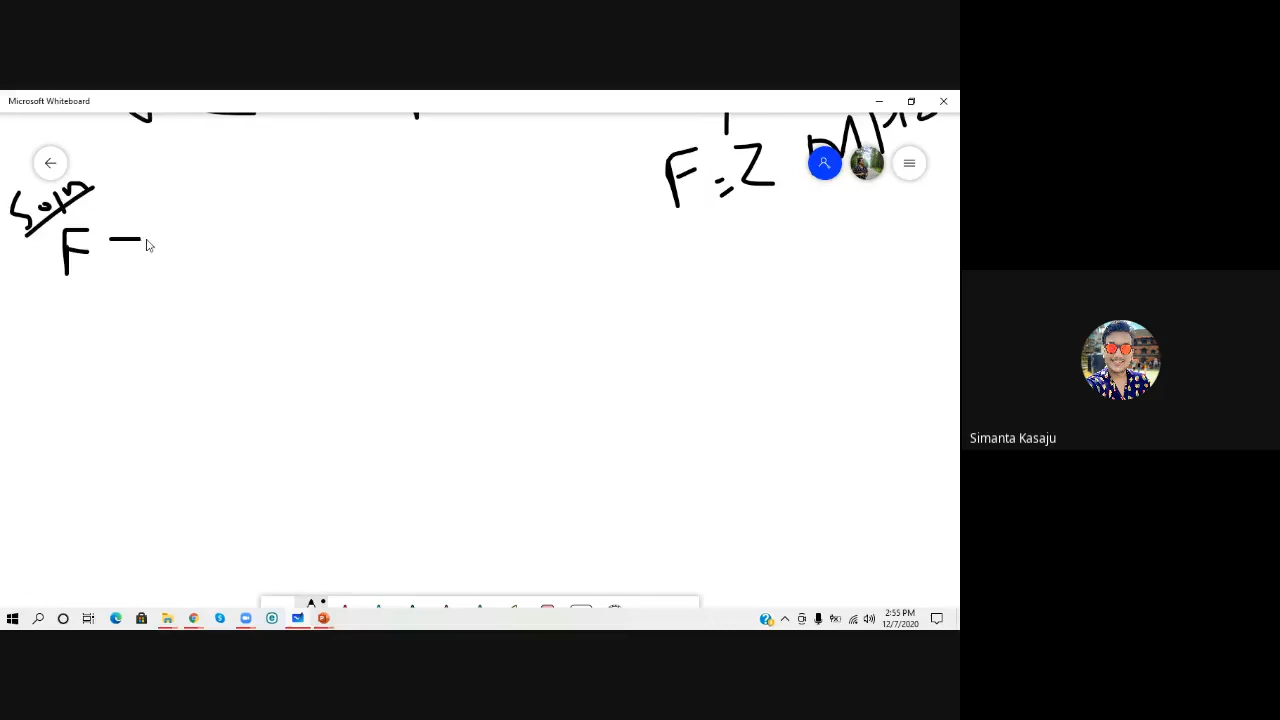 Microsoft Whiteboard
F = Z
Soln
F -
Simanta Kasaju
2:55 PM
12/7/2020